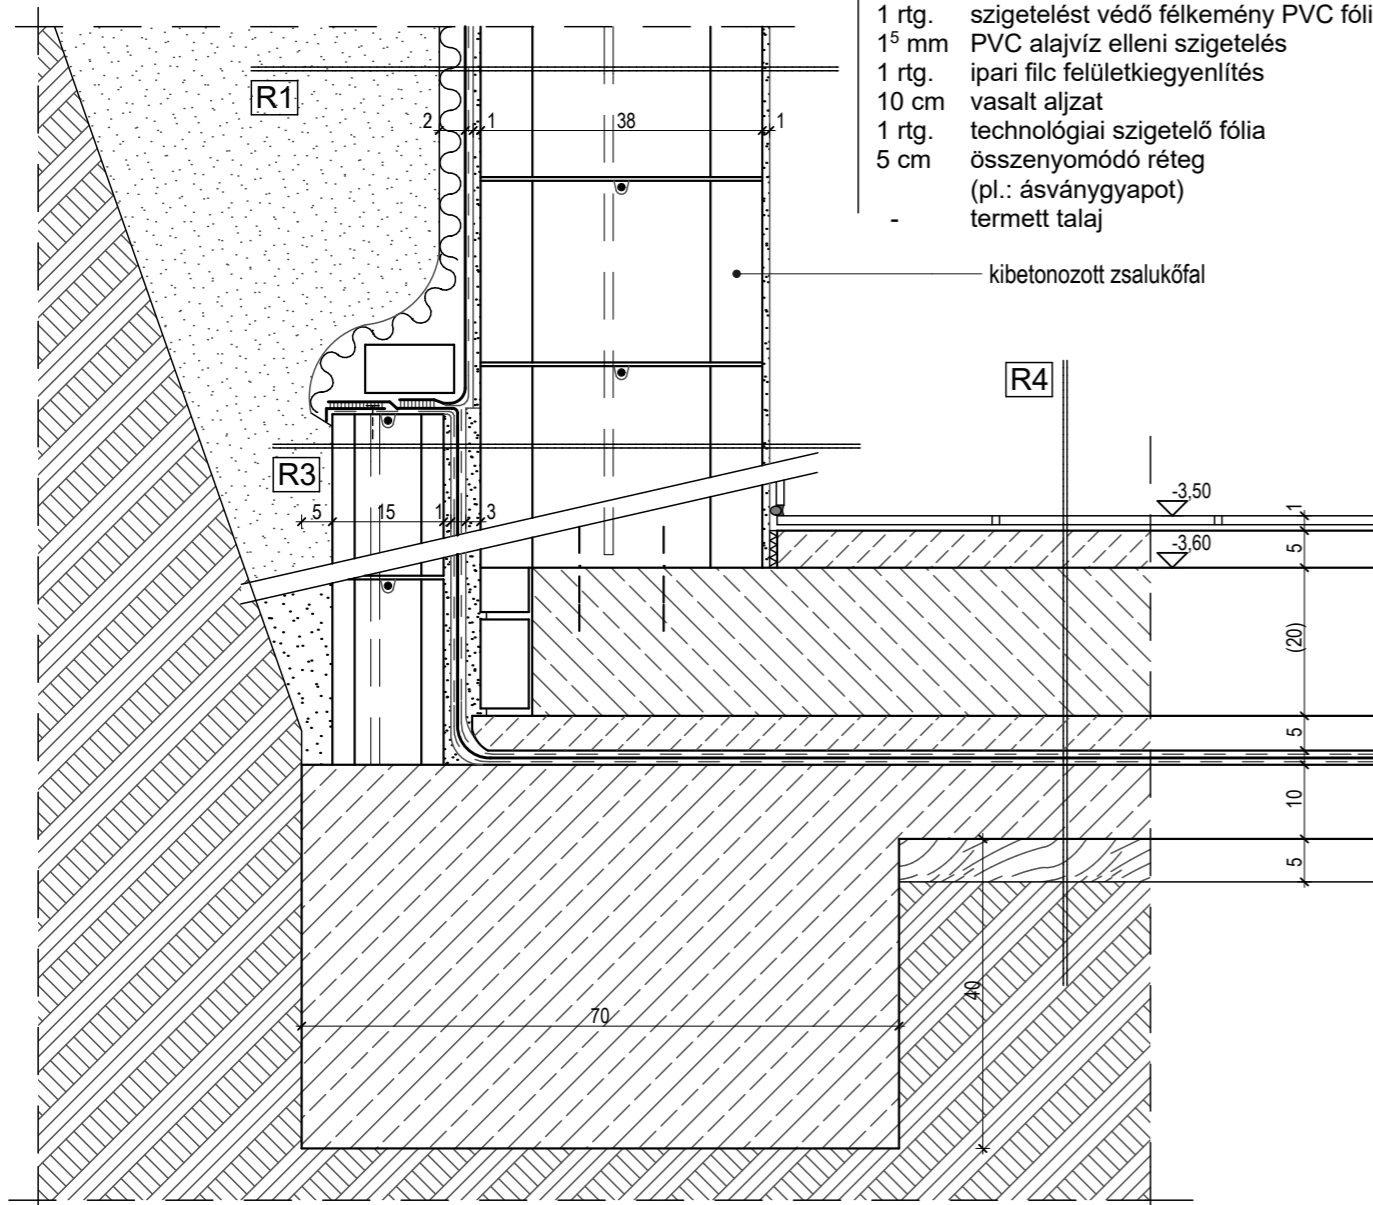 1 rtg. szigetelést védő félkemény PVC fóli
1⁵ mm PVC alajvíz elleni szigetelés
1 rtg. ipari filc felületkiegyenlítés
10 cm vasalt aljzat
1 rtg. technológiai szigetelő fólia
5 cm összenyomódó réteg
(pl.: ásványgyapot)
- termett talaj
R1
2 1 38 1
kibetonozott zsalukőfal
R4
R3
5 15 1 3
-3,50
1
-3,60
5
(20)
5
10
5
40
70